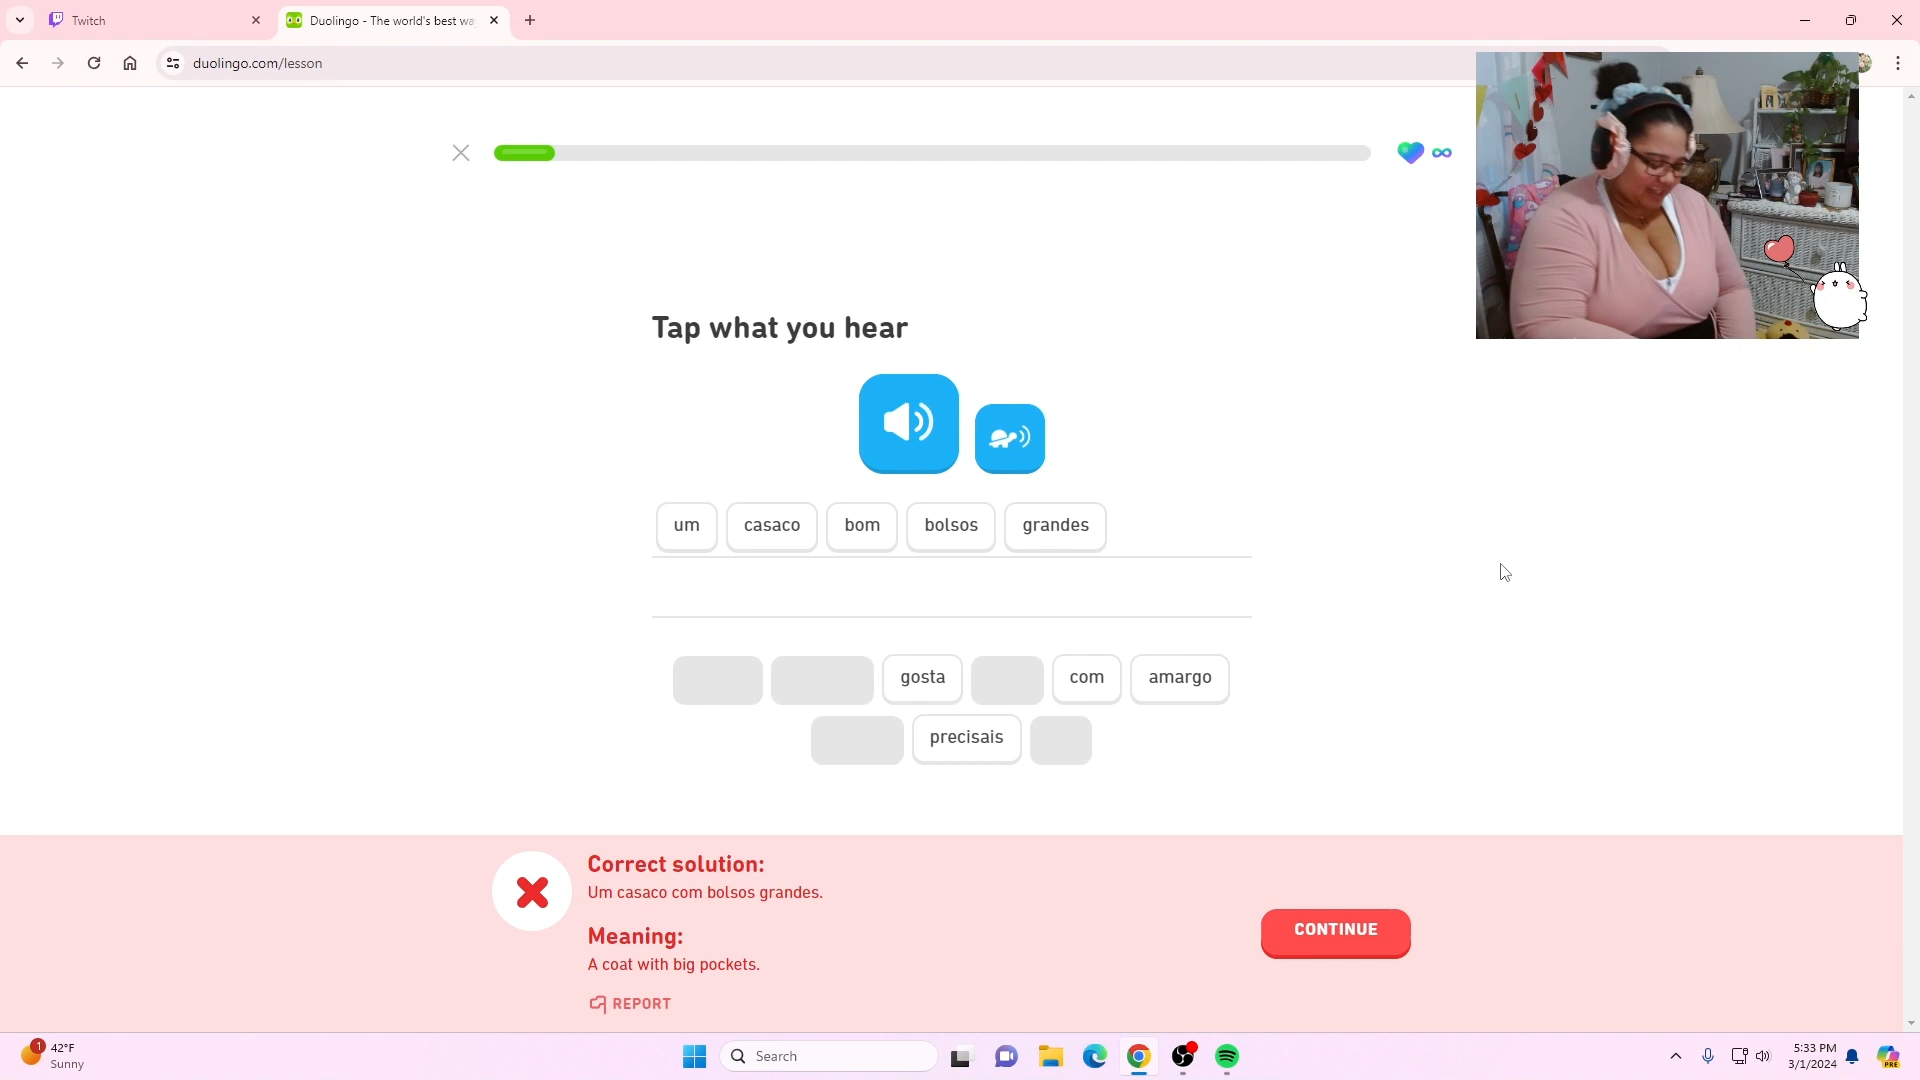 Twitch
Duolingo - The world's best wa
duolingo.com/lesson
Tap what you hear
um casaco bom bolsos grandes
gosta com amargo
precisais
Correct solution:
Um casaco com bolsos grandes.
Meaning:
A coat with big pockets.
REPORT
CONTINUE
1
42°F
Sunny
Search
PRE
5:33 PM
3/1/2024